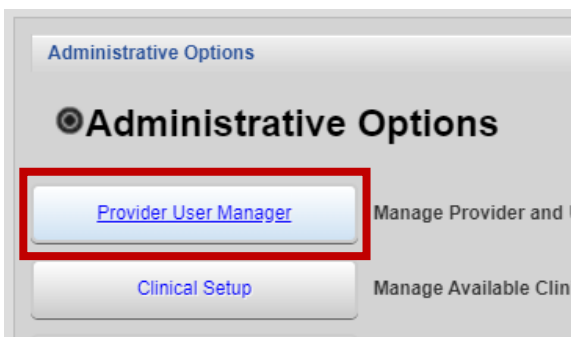 Administrative Options
Administrative Options
Provider User Manager Manage Provider and
Clinical Setup Manage Available Clin